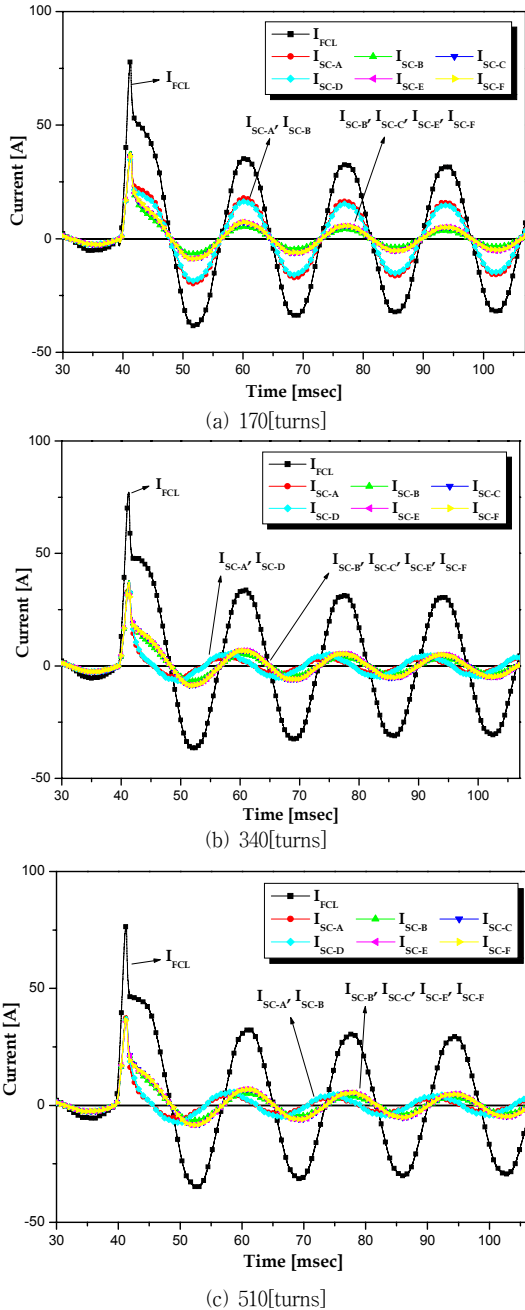 100
50
0
-50
Current [A]
I_FCL
I_SC-A I_SC-B I_SC-C
I_SC-D I_SC-E I_SC-F
I_FCL
I_SC-A, I_SC-B
I_SC-B, I_SC-C, I_SC-E, I_SC-F
30 40 50 60 70 80 90 100
Time [msec]
(a) 170[turns]
100
50
0
-50
Current [A]
I_FCL
I_SC-A I_SC-B I_SC-C
I_SC-D I_SC-E I_SC-F
I_FCL
I_SC-A, I_SC-D
I_SC-B, I_SC-C, I_SC-E, I_SC-F
30 40 50 60 70 80 90 100
Time [msec]
(b) 340[turns]
100
50
0
-50
Current [A]
I_FCL
I_SC-A I_SC-B I_SC-C
I_SC-D I_SC-E I_SC-F
I_FCL
I_SC-A, I_SC-B
I_SC-B, I_SC-C, I_SC-E, I_SC-F
30 40 50 60 70 80 90 100
Time [msec]
(c) 510[turns]